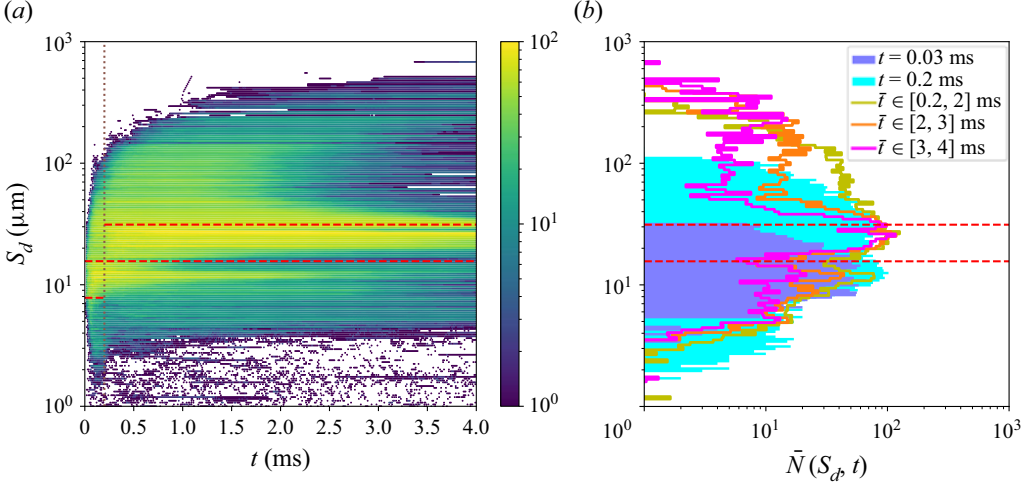 (a)
(b)
10³
10²
10¹
10⁰
S_d (μm)
0
0.5
1.0
1.5
2.0
2.5
3.0
3.5
4.0
t (ms)
10²
10¹
10⁰
10³
10²
10¹
10⁰
10¹
10²
10³
N̄ (S_d, t)
t = 0.03 ms
t = 0.2 ms
t̄ ∈ [0.2, 2] ms
t̄ ∈ [2, 3] ms
t̄ ∈ [3, 4] ms